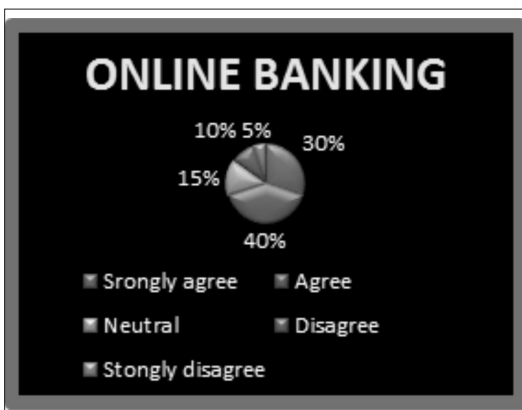 ONLINE BANKING
10% 5%
30%
15%
40%
Srongly agree Agree
Neutral Disagree
Stongly disagree